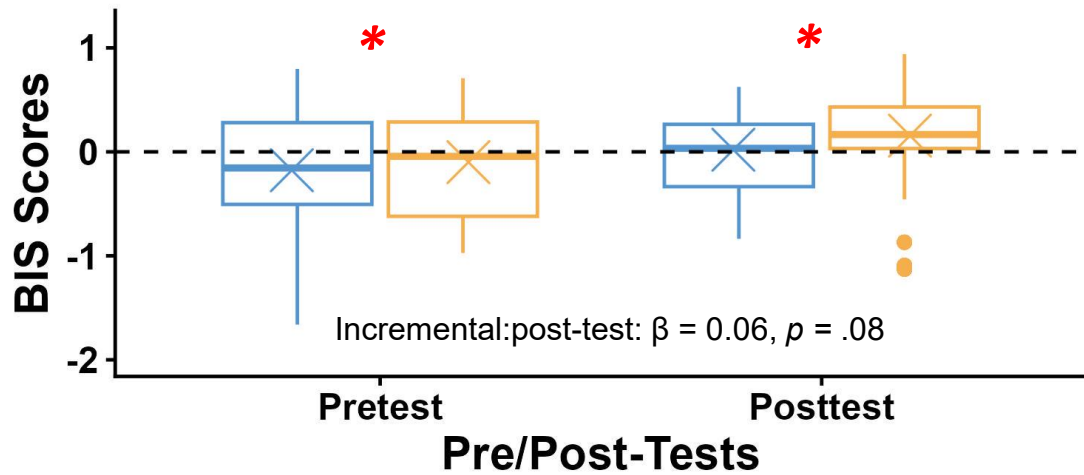 * *
1
0
-1
-2
BIS Scores
Incremental:post-test: β = 0.06, p = .08
Pretest Posttest
Pre/Post-Tests